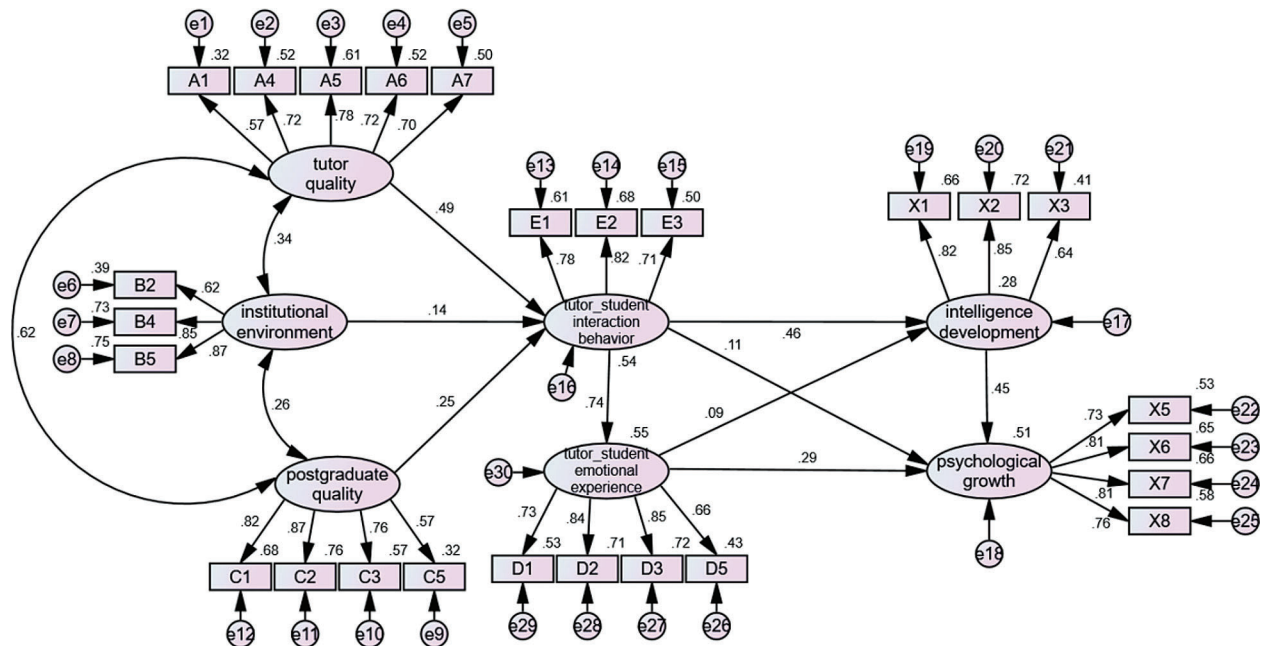 e1 e2 e3 e4 e5
.32 .52 .61 .52 .50
A1 A4 A5 A6 A7
.57 .72 .78 .72 .70
tutor
quality
.49
.34
.62
e13 e14 e15
.61 .68 .50
E1 E2 E3
.78 .82 .71
e19 e20 e21
.66 .72 .41
X1 X2 X3
.82 .85 .64
.28
.39
e6 B2 .62
.73
e7 B4 .85
.75
e8 B5 .87
institutional
environment
.14
tutor_student
interaction
behavior
.54
e16
.46
.11
intelligence
development
e17
.26
.25
.74
.09
.45
postgraduate
quality
.82 .87 .76 .57
.68 .76 .57 .32
C1 C2 C3 C5
e12 e11 e10 e9
.55
tutor_student
emotional
experience
e30
.29
.73 .84 .85 .66
.53 .71 .72 .43
D1 D2 D3 D5
e29 e28 e27 e26
.51
psychological
growth
e18
.53
.73 X5 e22
.65
.81 X6 e23
.66
.81 X7 e24
.58
.76 X8 e25